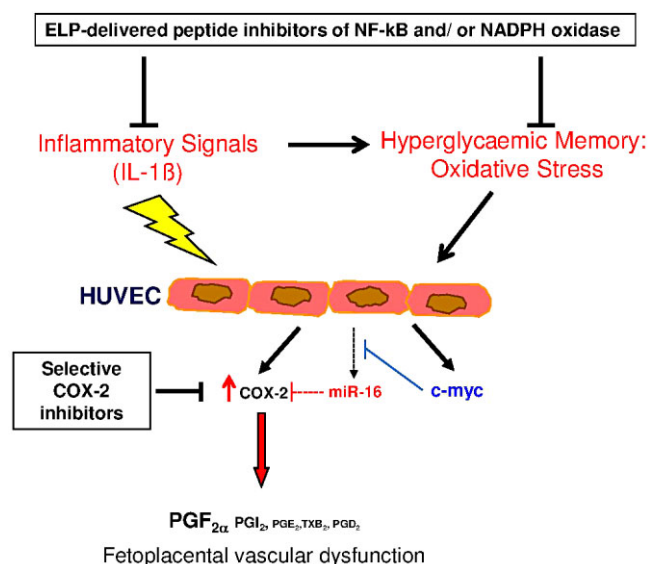 ELP-delivered peptide inhibitors of NF-kB and/ or NADPH oxidase
Inflammatory Signals
(IL-1ß)
Hyperglycaemic Memory:
Oxidative Stress
HUVEC
Selective
COX-2
inhibitors
COX-2
miR-16
c-myc
PGF2α PGI2, PGE2,TXB2, PGD2
Fetoplacental vascular dysfunction